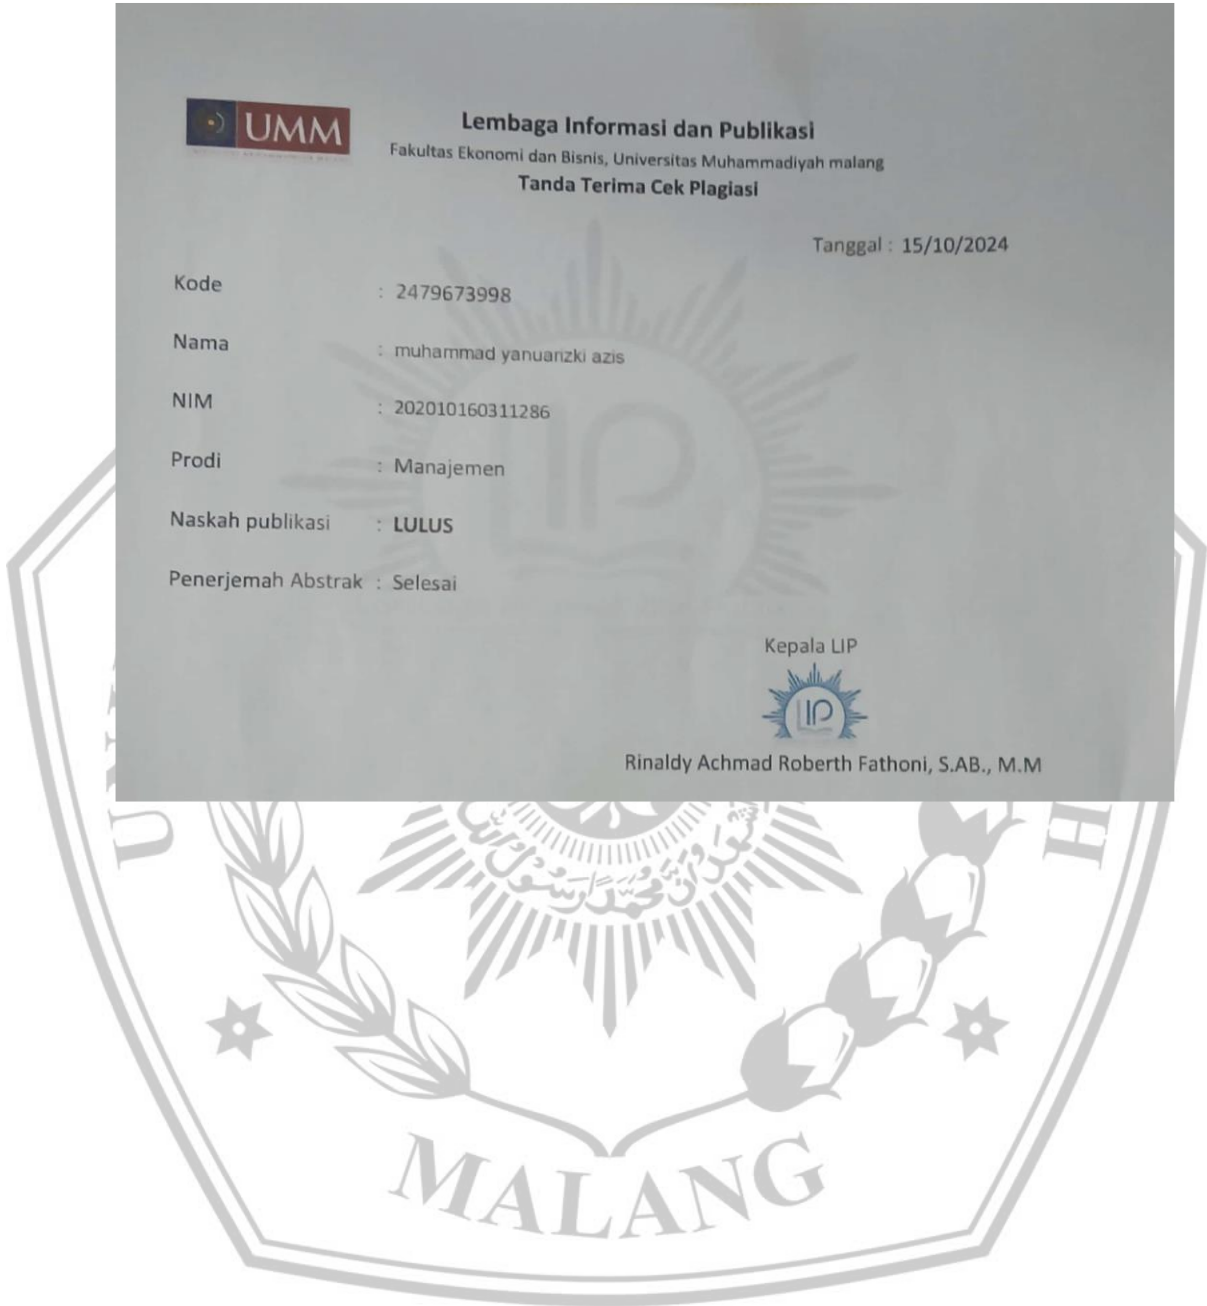 UMM
Lembaga Informasi dan Publikasi
Fakultas Ekonomi dan Bisnis, Universitas Muhammadiyah malang
Tanda Terima Cek Plagiasi
Tanggal : 15/10/2024
Kode : 2479673998
Nama : muhammad yanuarizki azis
NIM : 202010160311286
Prodi : Manajemen
Naskah publikasi : LULUS
Penerjemah Abstrak : Selesai
Kepala LIP
LIP
Rinaldy Achmad Roberth Fathoni, S.AB., M.M
MALANG